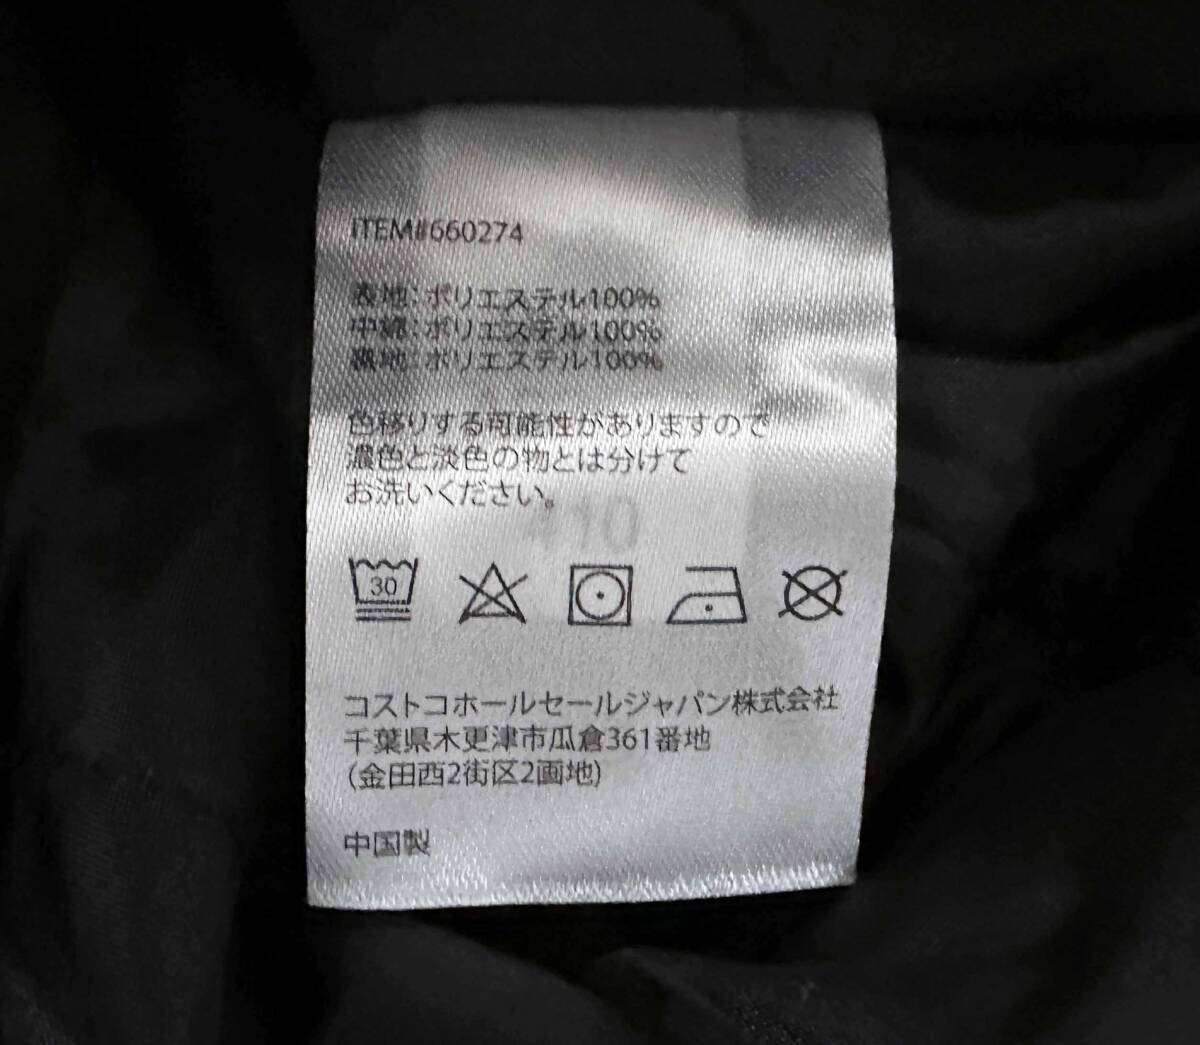 ITEM#660274
表地:ポリエステル100%
中綿:ポリエステル100%
裏地:ポリエステル100%
色移りする可能性がありますので
濃色と淡色の物とは分けて
お洗いください。
30
コストコホールセールジャパン株式会社
千葉県木更津市瓜倉361番地
(金田西2街区2画地)
中国製